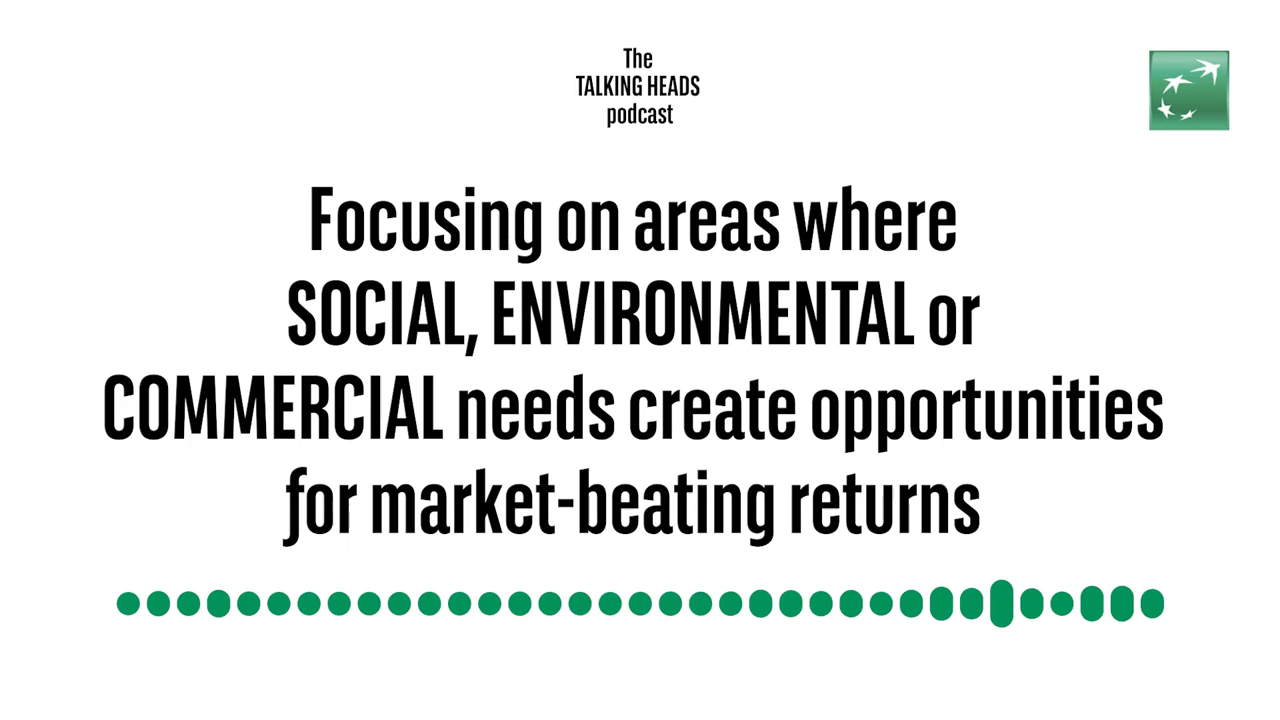 The
TALKING HEADS
podcast
Focusing on areas where
SOCIAL, ENVIRONMENTAL or
COMMERCIAL needs create opportunities
for market-beating returns